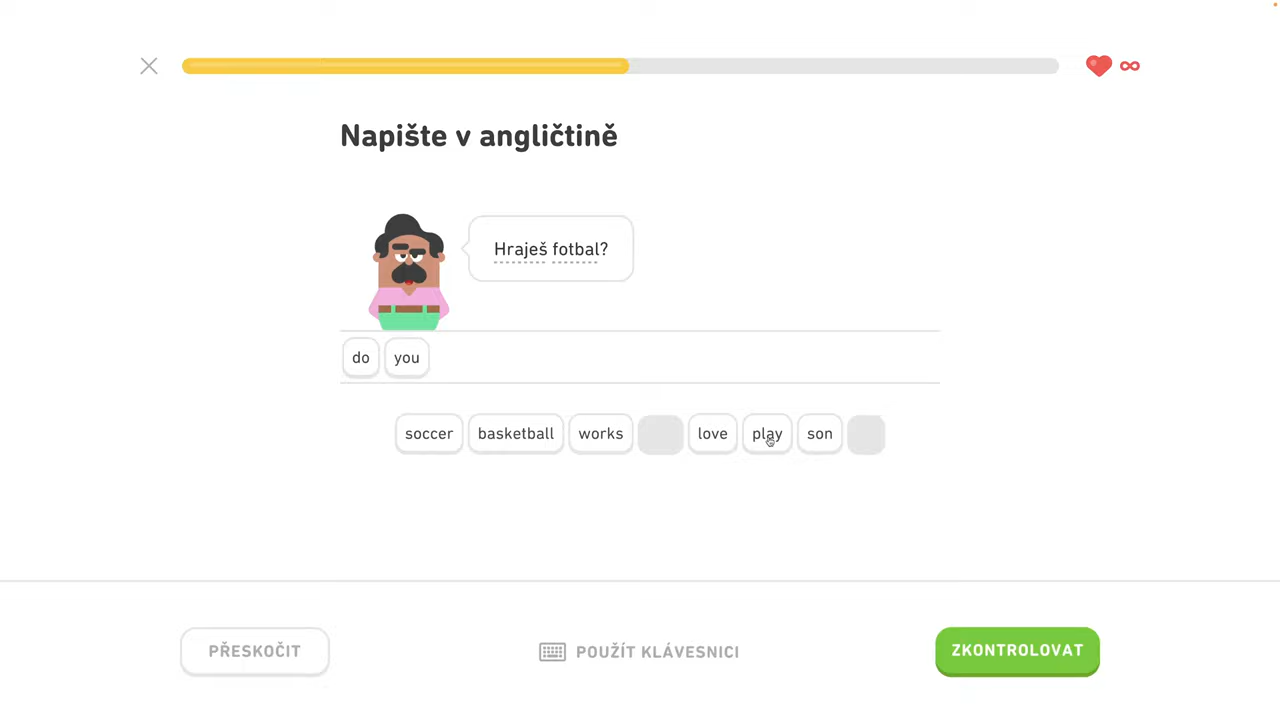 Napište v angličtině
Hraješ fotbal?
do you
soccer basketball works love play son
PŘESKOČIT POUŽÍT KLÁVESNICI ZKONTROLOVAT